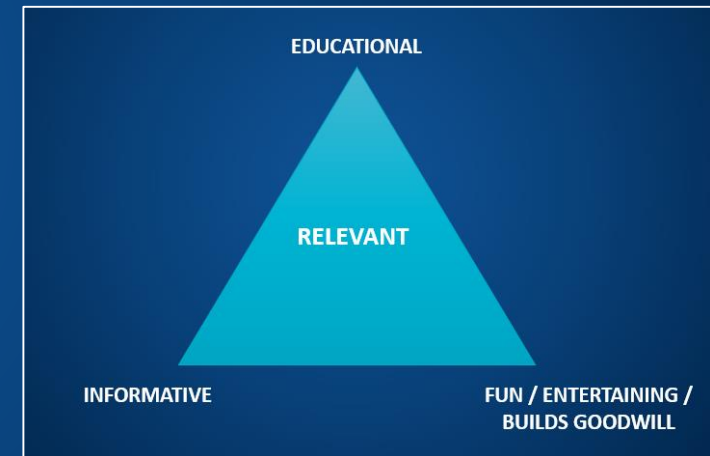 EDUCATIONAL
RELEVANT
INFORMATIVE
FUN / ENTERTAINING /
BUILDS GOODWILL